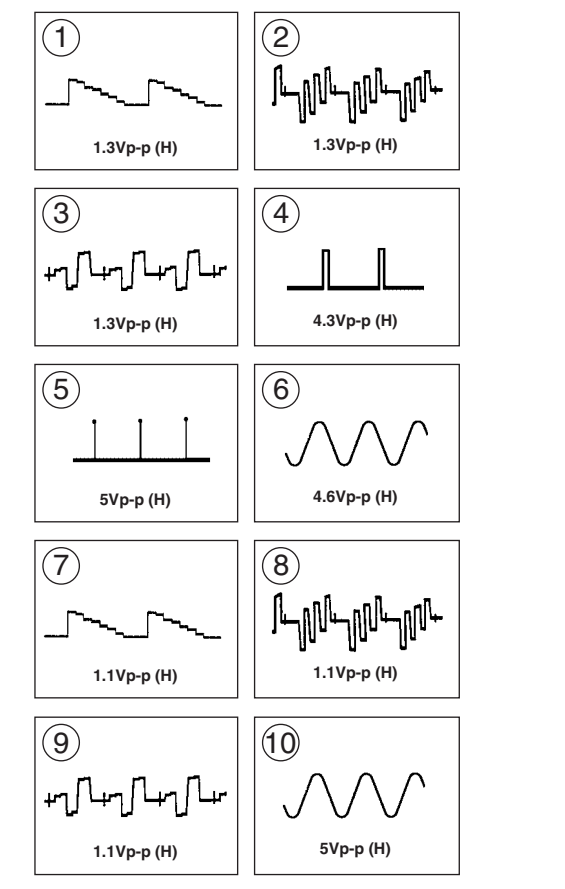 1
1.3Vp-p (H)
2
1.3Vp-p (H)
3
1.3Vp-p (H)
4
4.3Vp-p (H)
5
5Vp-p (H)
6
4.6Vp-p (H)
7
1.1Vp-p (H)
8
1.1Vp-p (H)
9
1.1Vp-p (H)
10
5Vp-p (H)